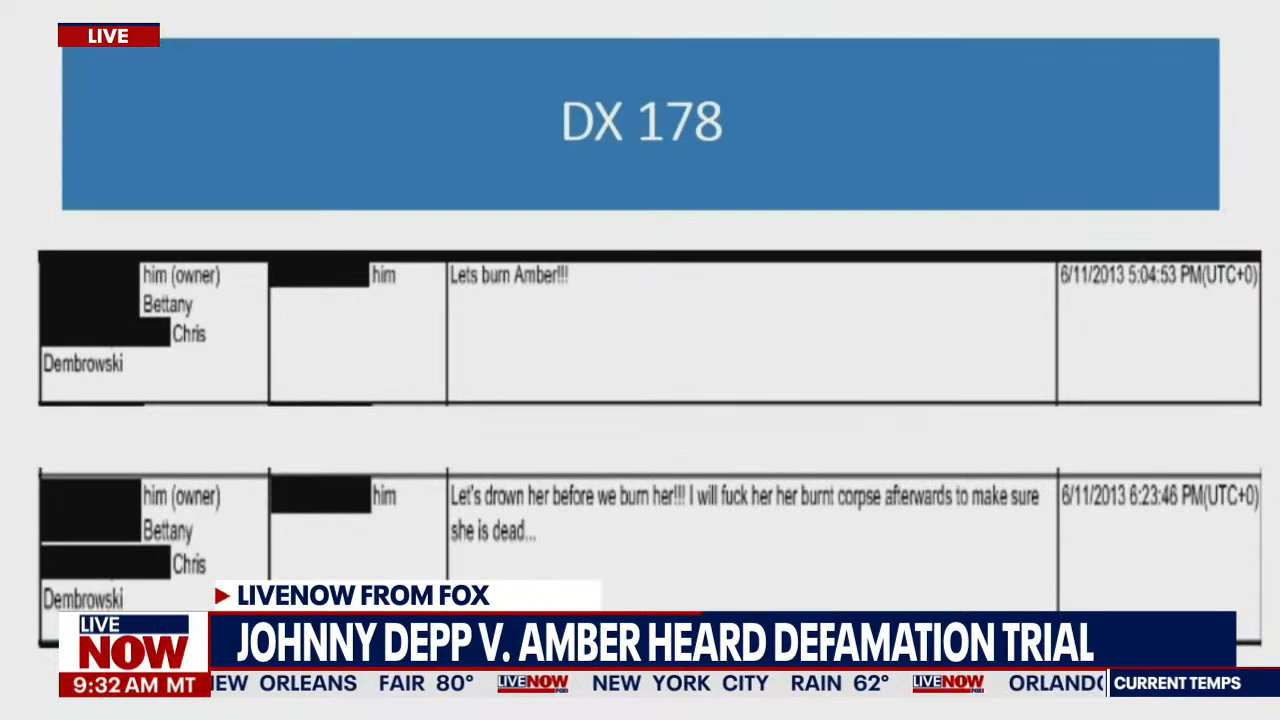 LIVE
DX 178
him (owner)
him
Lets burn Amber!!!
6/11/2013 5:04:53 PM(UTC+0)
Bettany
Chris
Dembrowski
him (owner)
him
Let's drown her before we burn her!!! I will fuck her her burnt corpse afterwards to make sure
6/11/2013 6:23:46 PM(UTC+0)
Bettany
she is dead...
Chris
Dembrowski
LIVENOW FROM FOX
LIVE
NOW
JOHNNY DEPP V. AMBER HEARD DEFAMATION TRIAL
9:32 AM MT
NEW ORLEANS FAIR 80° LIVENOW FOX NEW YORK CITY RAIN 62° LIVENOW FOX ORLANDO
CURRENT TEMPS